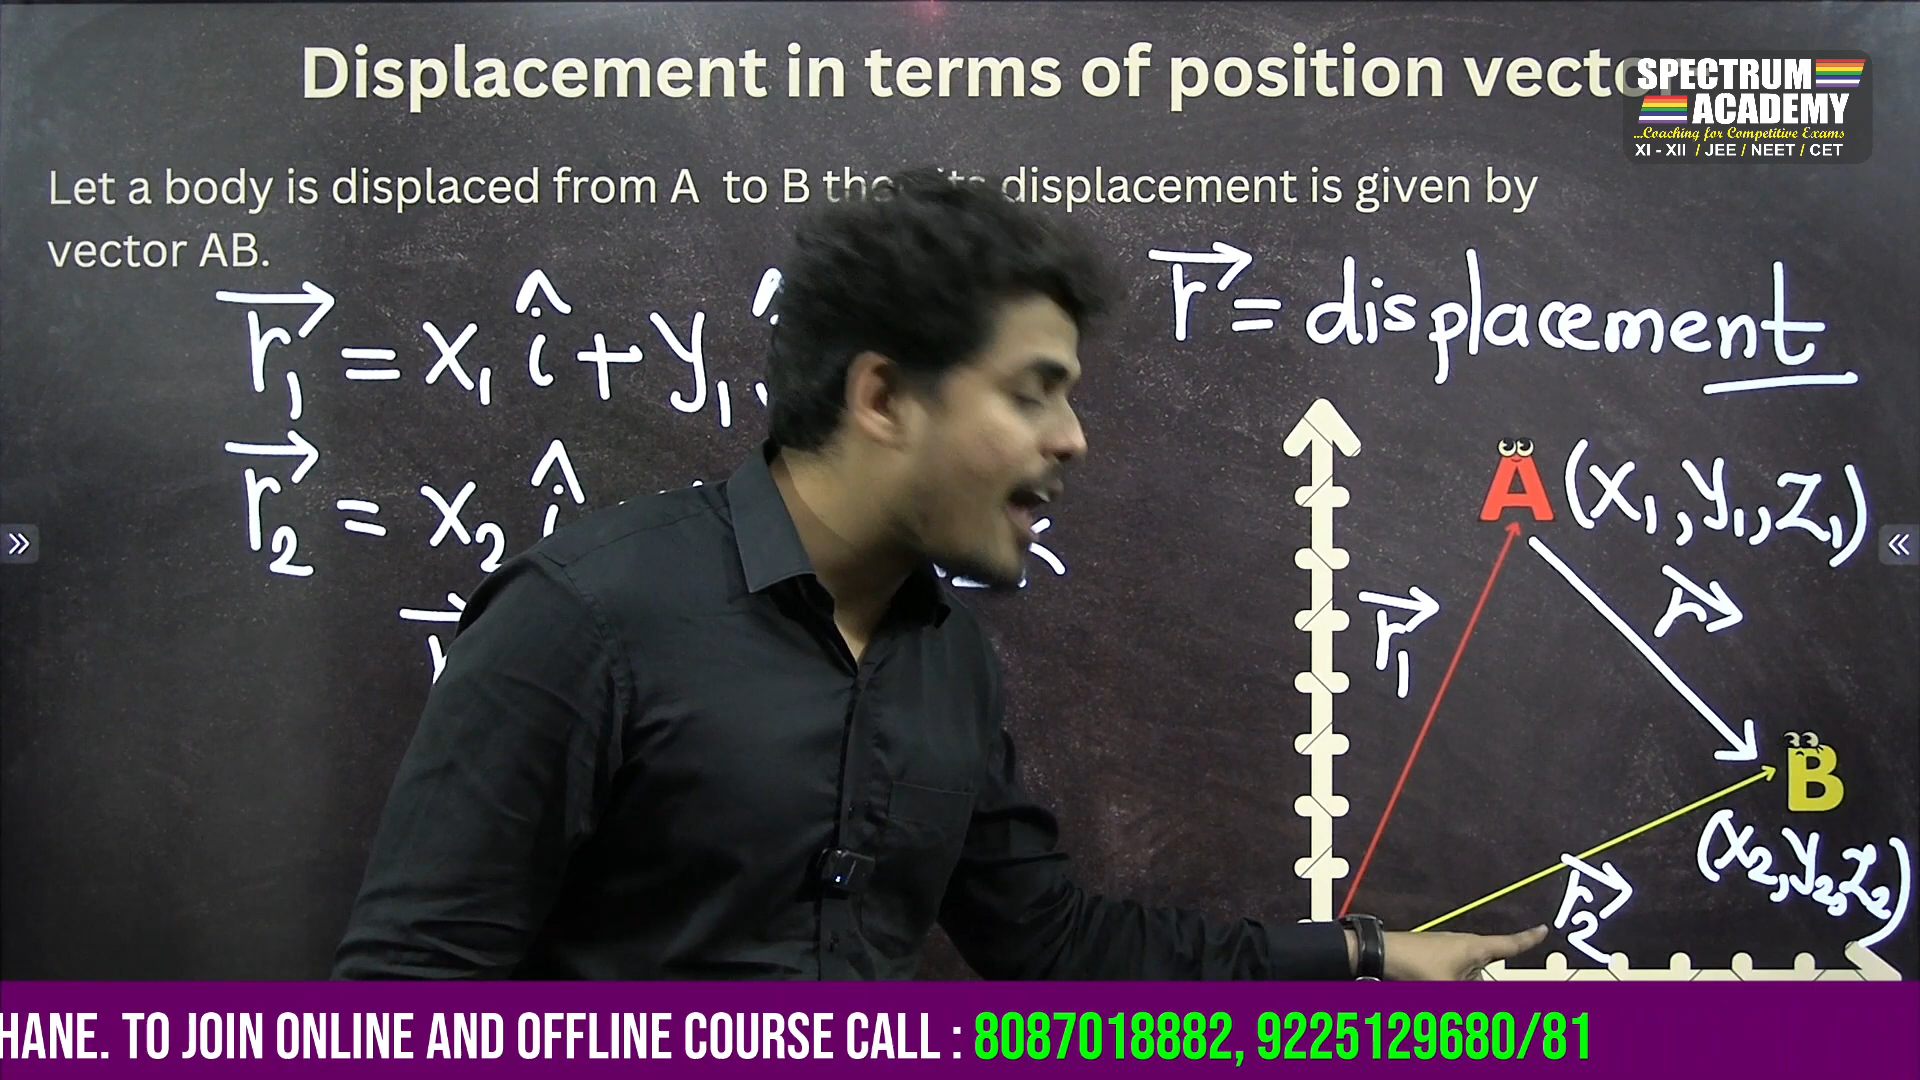 Displacement in terms of position vecto
SPECTRUM
ACADEMY
...Coaching for Competitive Exams
XI - XII / JEE / NEET / CET
Let a body is displaced from A to B displacement is given by
vector AB.
r⃗ = displacement
r⃗₁ = x₁ î + y₁
r⃗₂ = x₂ î
A (x₁, y₁, z₁)
r⃗
r⃗₁
B
(x₂, y₂, z₂)
r⃗₂
HANE. TO JOIN ONLINE AND OFFLINE COURSE CALL : 8087018882, 9225129680/81